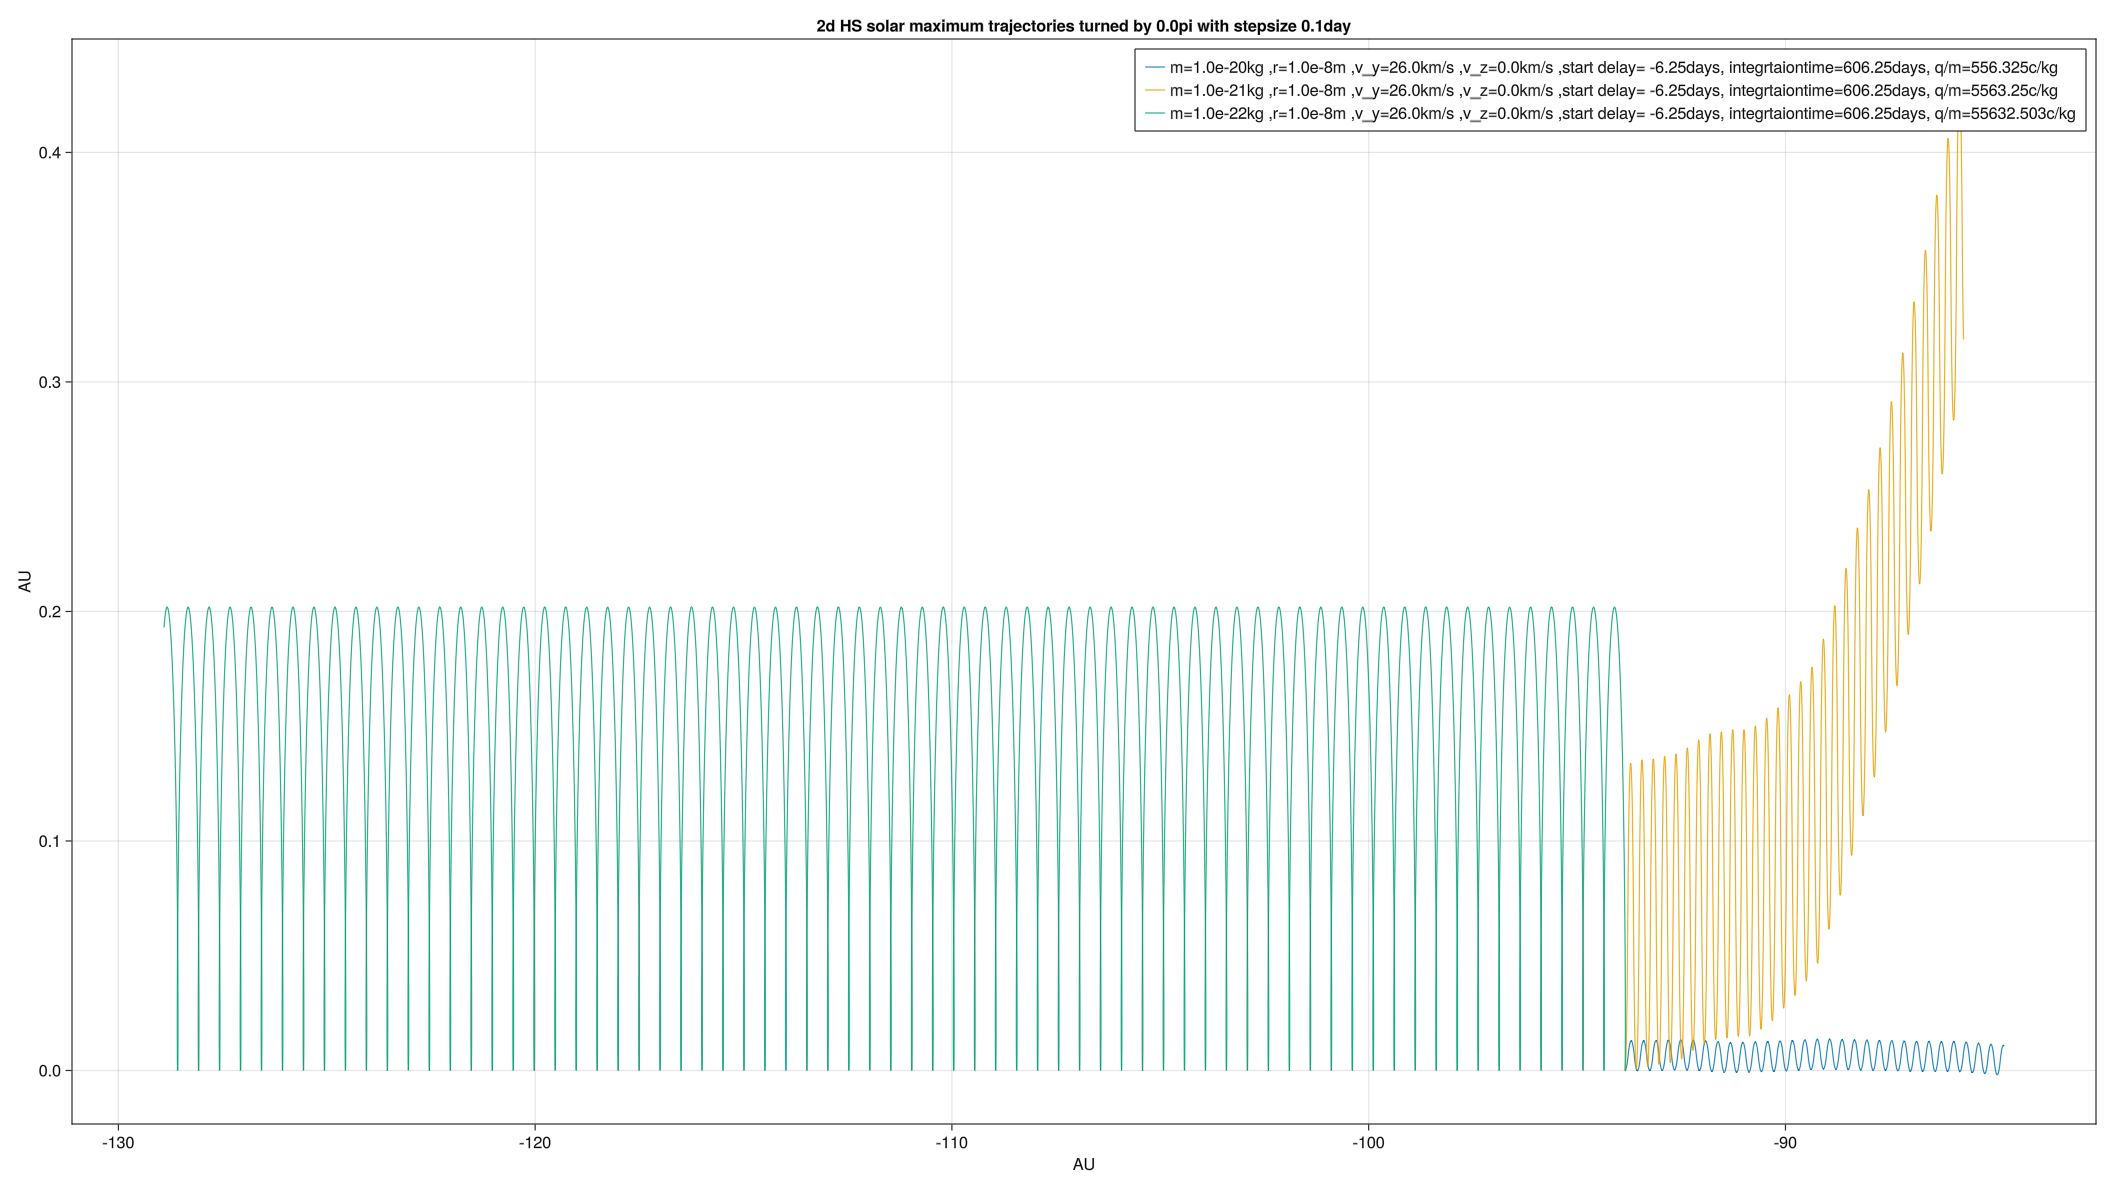 2d HS solar maximum trajectories turned by 0.0pi with stepsize 0.1day
m=1.0e-20kg ,r=1.0e-8m ,v_y=26.0km/s ,v_z=0.0km/s ,start delay= -6.25days, integrtaiontime=606.25days, q/m=556.325c/kg
m=1.0e-21kg ,r=1.0e-8m ,v_y=26.0km/s ,v_z=0.0km/s ,start delay= -6.25days, integrtaiontime=606.25days, q/m=5563.25c/kg
m=1.0e-22kg ,r=1.0e-8m ,v_y=26.0km/s ,v_z=0.0km/s ,start delay= -6.25days, integrtaiontime=606.25days, q/m=55632.503c/kg
0.4
0.3
AU
0.2
0.1
0.0
-130 -120 -110 -100 -90
AU